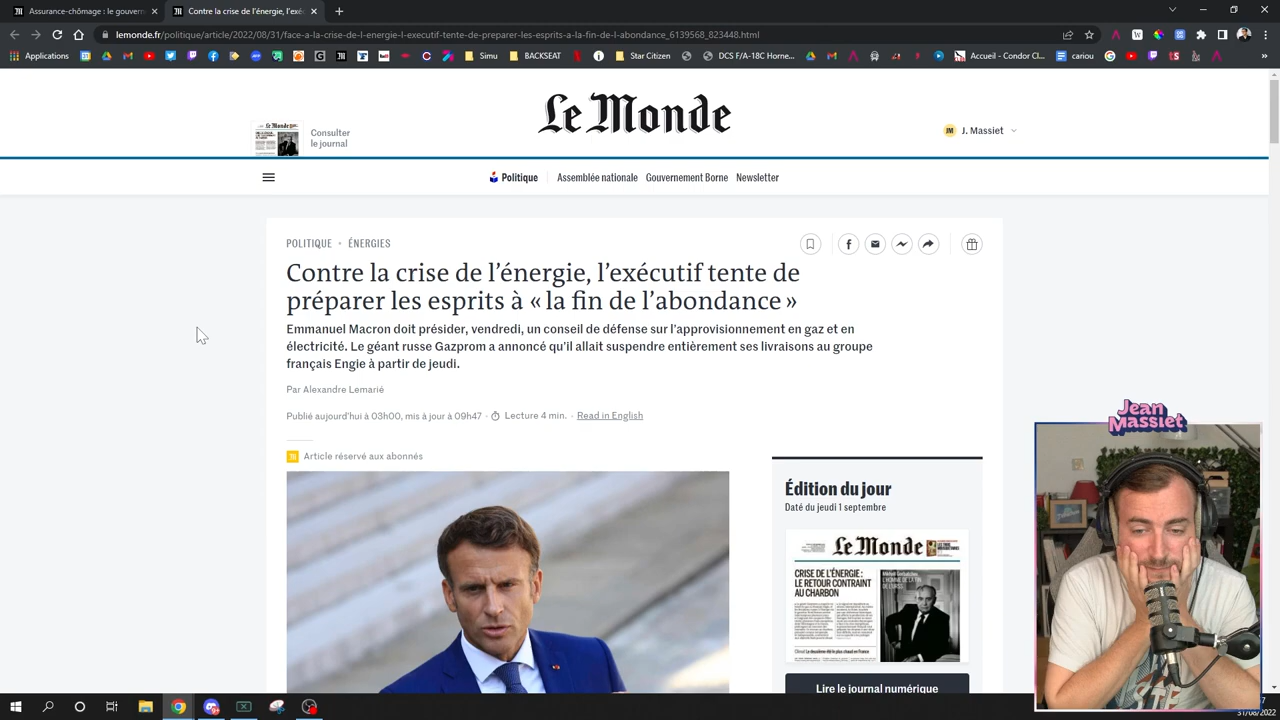 Assurance-chômage : le gouvern
Contre la crise de l'énergie, l'exéc
lemonde.fr/politique/article/2022/08/31/face-a-la-crise-de-l-energie-l-executif-tente-de-preparer-les-esprits-a-la-fin-de-l-abondance_6139568_823448.html
Applications
Simu
BACKSEAT
Star Citizen
DCS F/A-18C Horne...
Accueil - Condor Cl...
cariou
»
Le Monde
Consulter
le journal
JM J. Massiet
Politique Assemblée nationale Gouvernement Borne Newsletter
POLITIQUE • ÉNERGIES
Contre la crise de l’énergie, l’exécutif tente de
préparer les esprits à « la fin de l’abondance »
Emmanuel Macron doit présider, vendredi, un conseil de défense sur l’approvisionnement en gaz et en
électricité. Le géant russe Gazprom a annoncé qu’il allait suspendre entièrement ses livraisons au groupe
français Engie à partir de jeudi.
Par Alexandre Lemarié
Publié aujourd’hui à 03h00, mis à jour à 09h47 · Lecture 4 min. · Read in English
Article réservé aux abonnés
Édition du jour
Daté du jeudi 1 septembre
Le Monde
CRISE DE L’ÉNERGIE :
LE RETOUR CONTRAINT
AU CHARBON
Lire le journal numérique
Jean
Massiet
31/08/2022